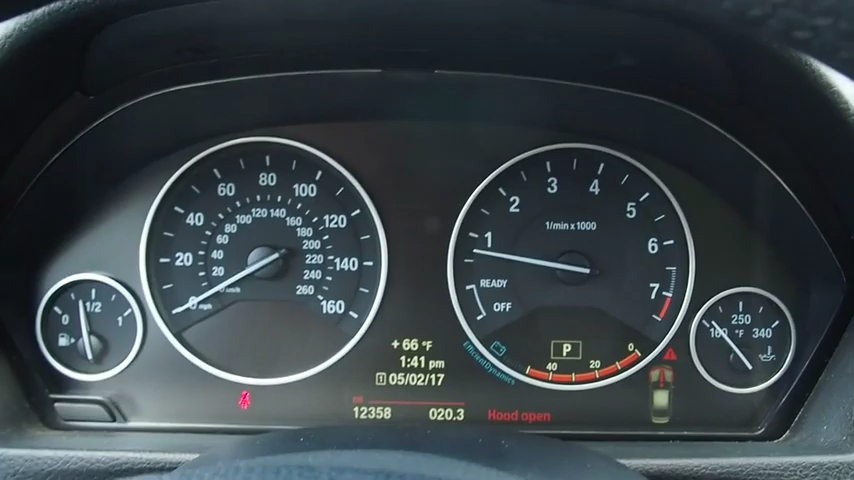 0 1/2 1
0 20 40 60 80 100 120 140 160
mph
20 40 60 80 100 120 140 160 180 200 220 240 260
km/h
1 2 3 4 5 6 7
1/min x 1000
READY
OFF
160 250 340
°F
+ 66 °F
1:41 pm
05/02/17
12358 020.3
Hood open
EfficientDynamics
P
40 20 0